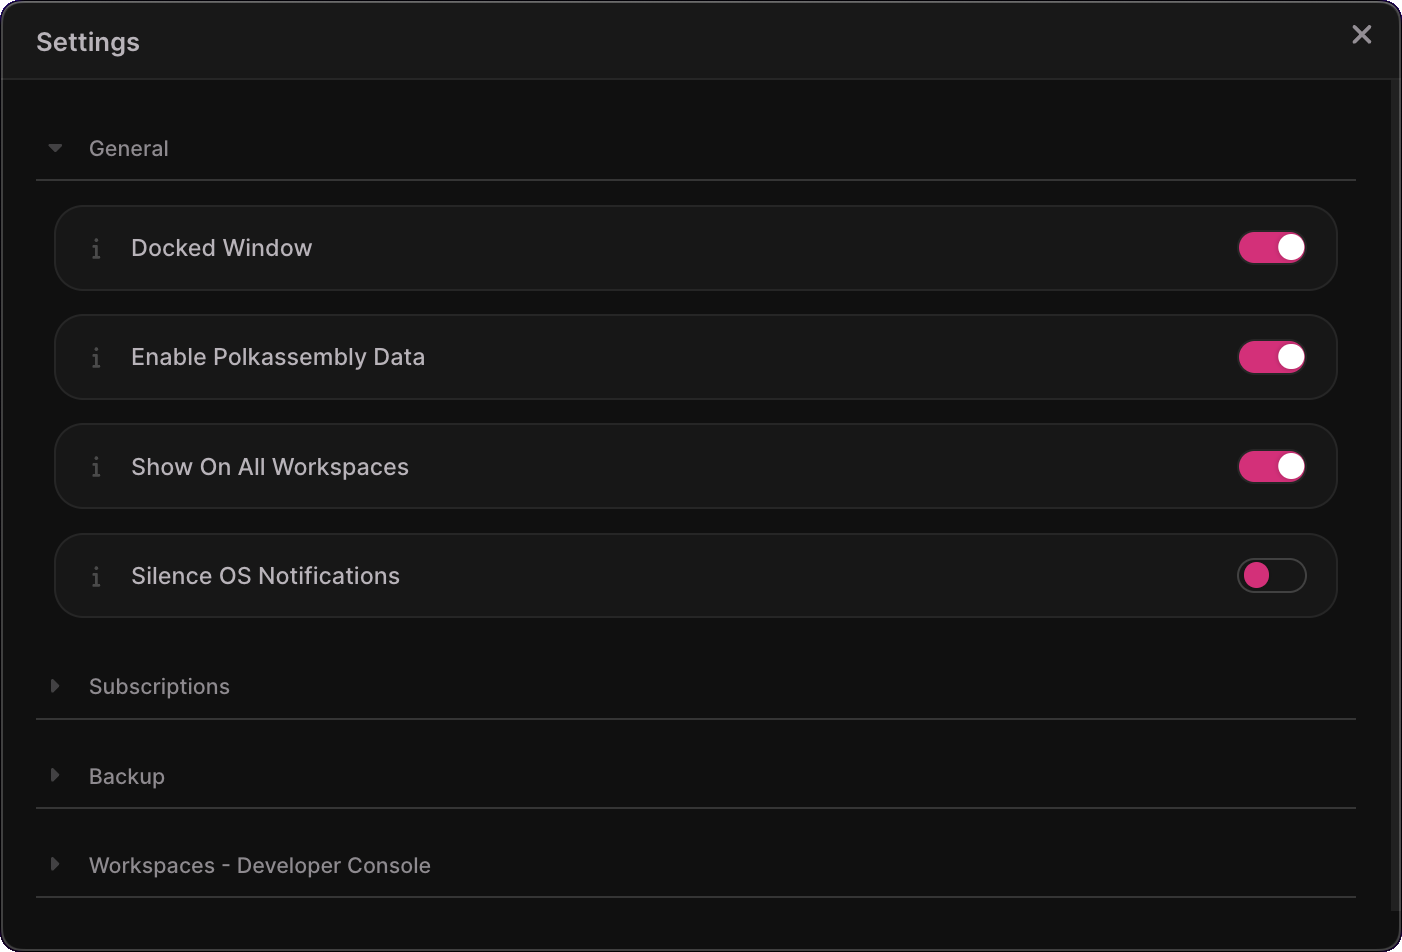 Settings
General
Docked Window
Enable Polkassembly Data
Show On All Workspaces
Silence OS Notifications
Subscriptions
Backup
Workspaces - Developer Console